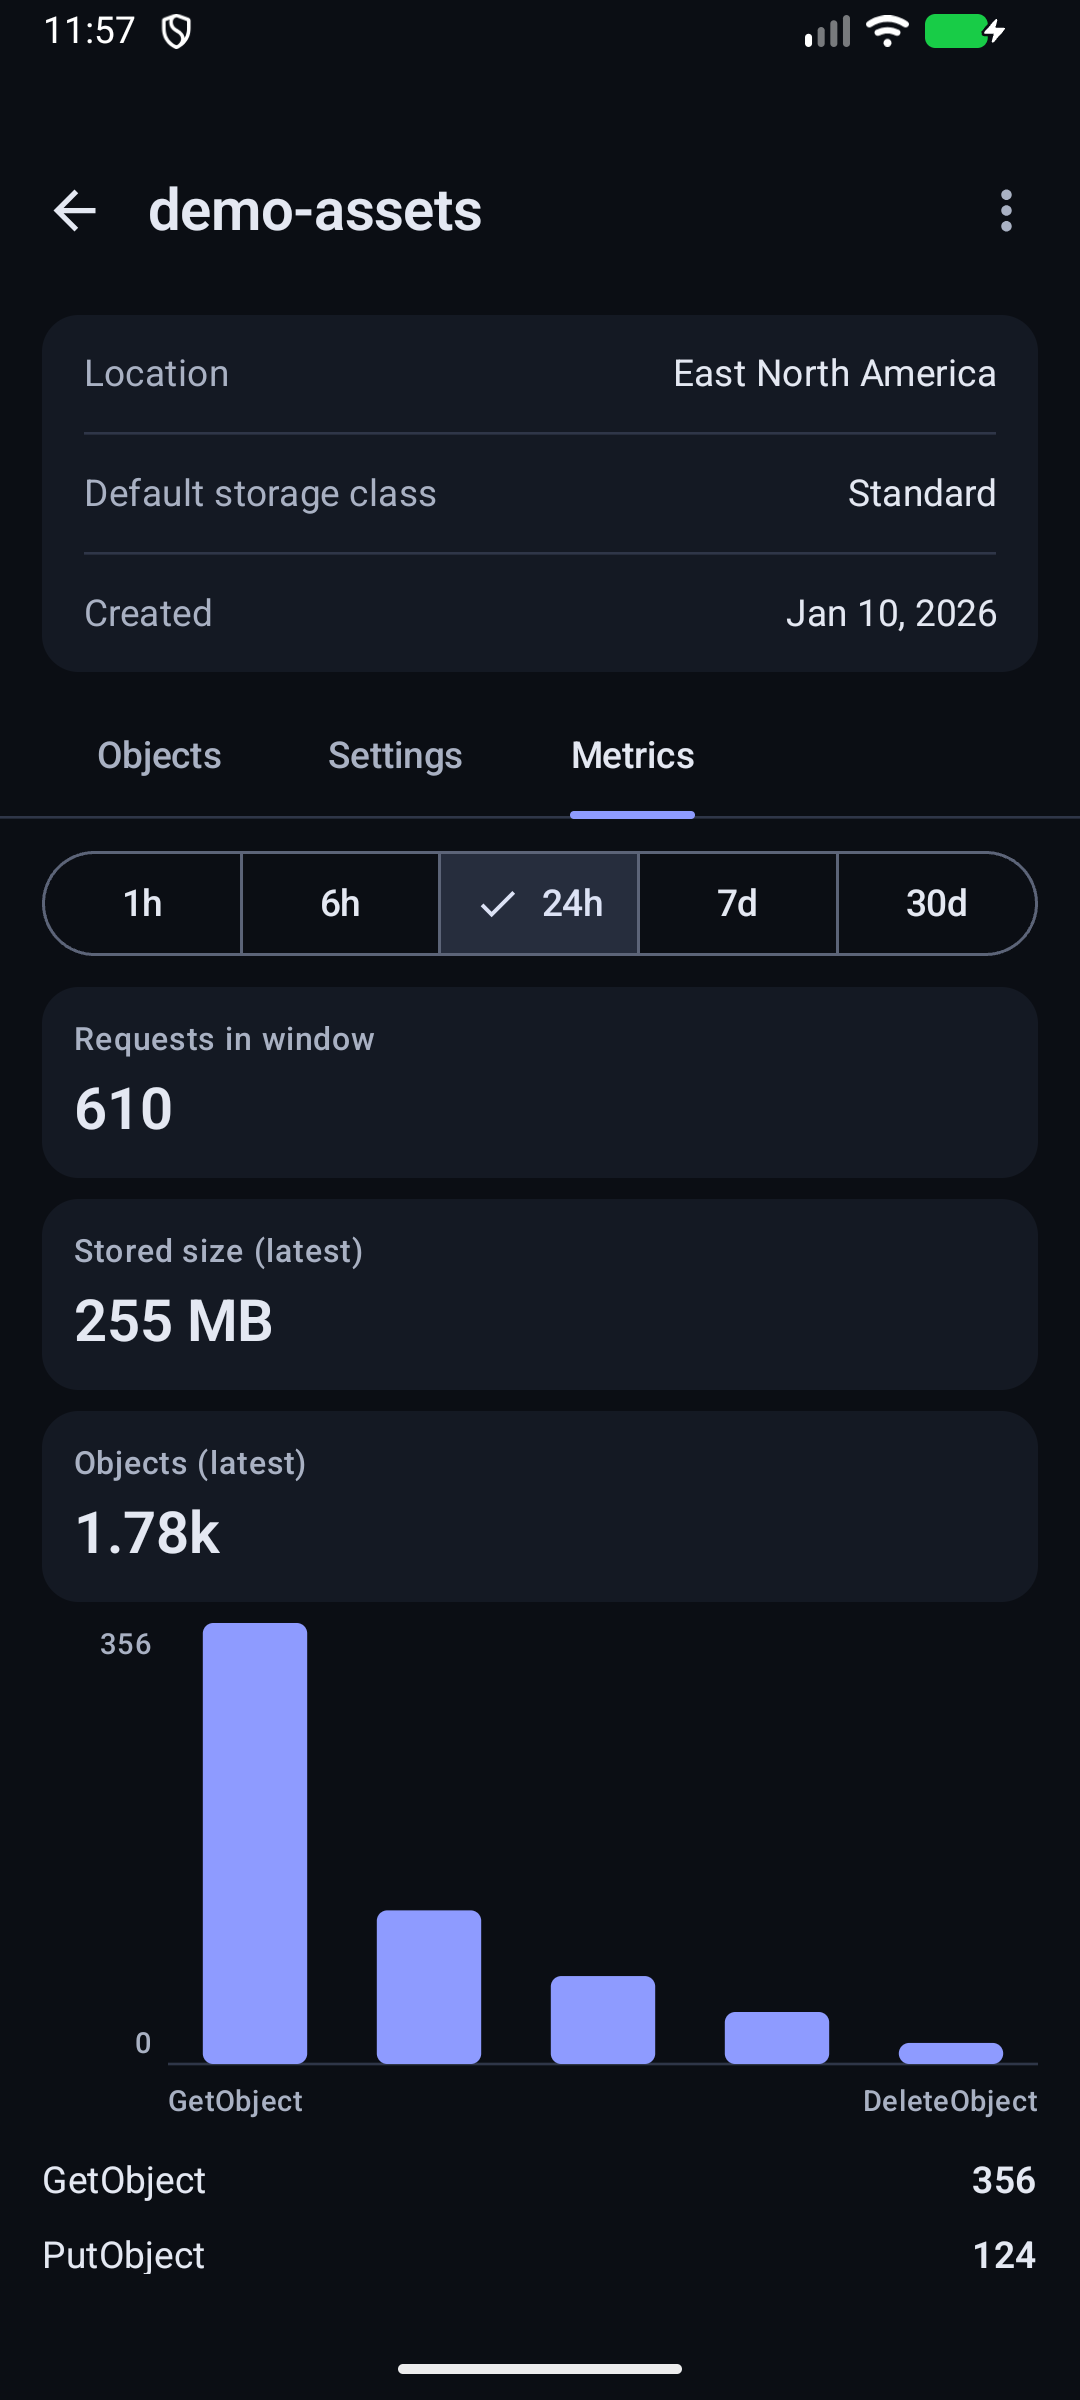 11:57
demo-assets
Location East North America
Default storage class Standard
Created Jan 10, 2026
Objects Settings Metrics
1h 6h 24h 7d 30d
Requests in window
610
Stored size (latest)
255 MB
Objects (latest)
1.78k
356
0
GetObject DeleteObject
GetObject 356
PutObject 124